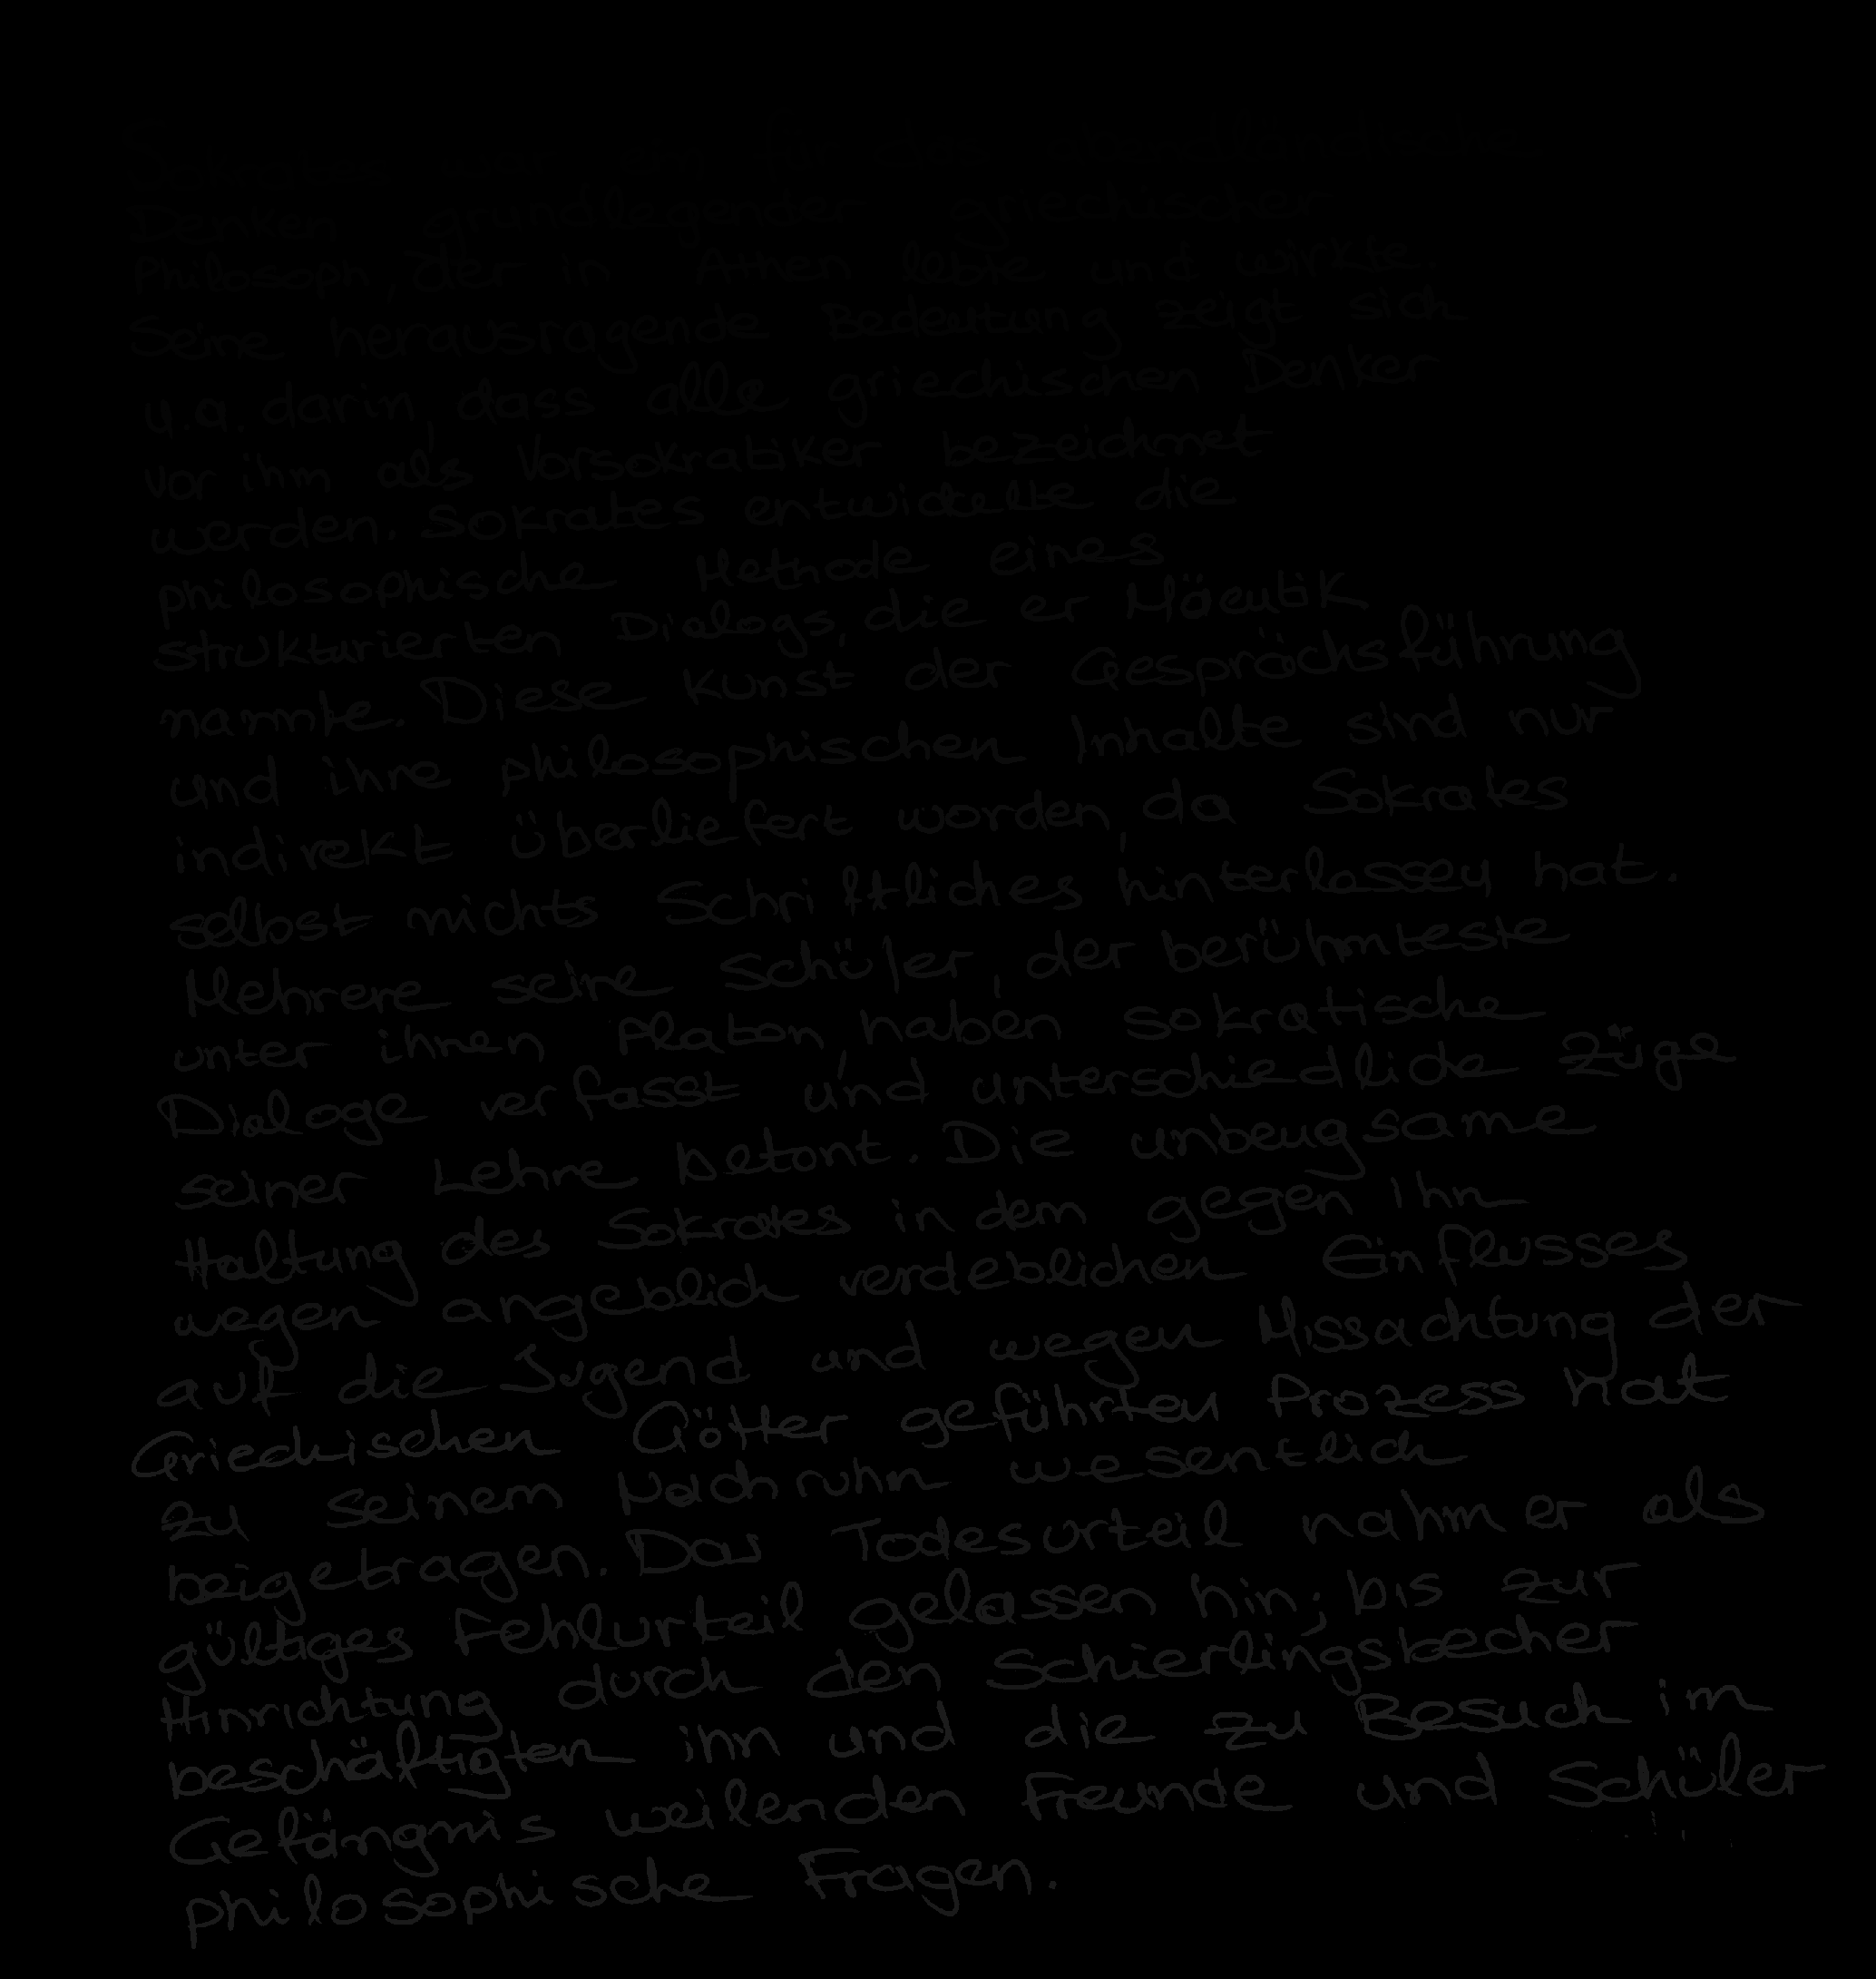 Sokrates war ein für das abendländische
Denken grundlegender griechischer
Philosoph, der in Athen lebte und wirkte.
Seine herausragende Bedeutung zeigt sich
u.a. darin, dass alle griechischen Denker
vor ihm als Vorsokratiker bezeichnet
werden. Sokrates entwickelte die
philosophische Methode eines
strukturierten Dialogs, die er Mäeutik
nannte. Diese Kunst der Gesprächsführung
und ihre philosophischen Inhalte sind nur
indirekt überliefert worden, da Sokrates
selbst nichts Schriftliches hinterlassen hat.
Mehrere seine Schüler, der berühmteste
unter ihnen Platon, haben sokratische
Dialoge verfasst und unterschiedliche Züge
seiner Lehre betont. Die unbeugsame
Haltung des Sokrates in dem gegen ihn
wegen angeblich verdeblichen Einflusses
auf die Jugend und wegen Missachtung der
Griechischen Götter geführten Prozess hat
zu seinem Nachruhm wesentlich
beigetragen. Das Todesurteil nahm er als
gültiges Fehlurteil gelassen hin; bis zur
Hinrichtung durch den Schierlingsbecher
beschäftigten ihn und die zu Besuch im
Gefängnis weilenden Freunde und Schüler
philosophische Fragen.